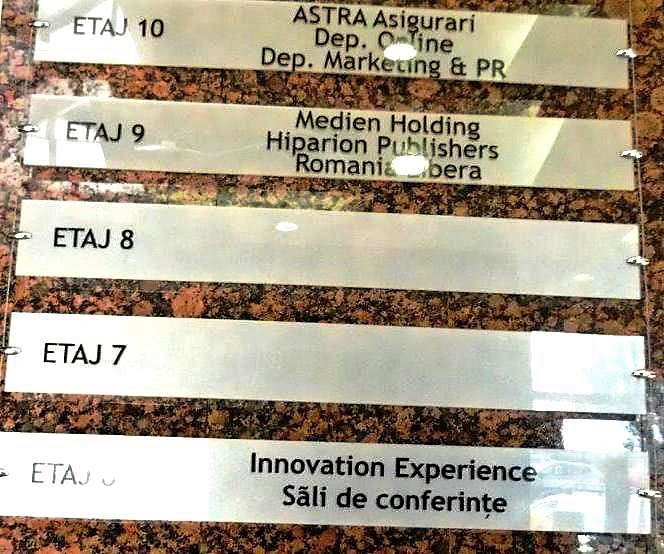 ETAJ 10
ASTRA Asigurari
Dep. Online
Dep. Marketing & PR
ETAJ 9
Medien Holding
Hiparion Publishers
Romania Libera
ETAJ 8
ETAJ 7
ETAJ
Innovation Experience
Sãli de conferințe